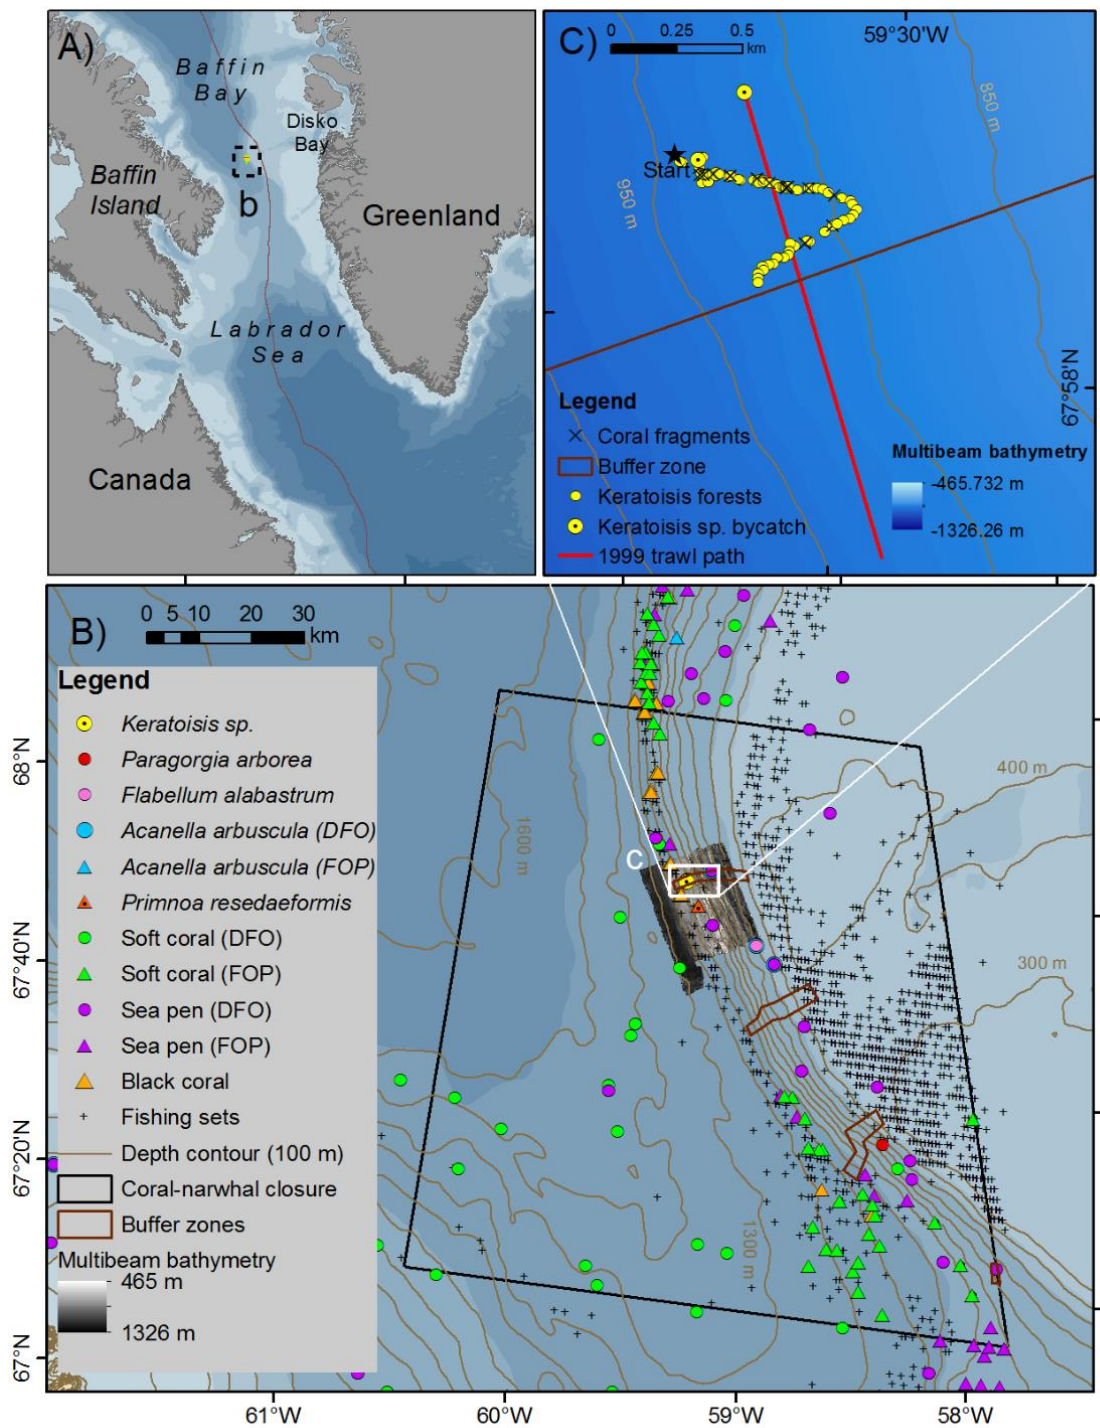 A)
Baffin
Bay
Disko
Bay
Baffin
Island
b
Greenland
Labrador
Sea
Canada
C)
0 0.25 0.5
km
59°30'W
850 m
950 m
Start
67°58'N
Legend
Coral fragments
Buffer zone
Keratoisis forests
Keratoisis sp. bycatch
1999 trawl path
Multibeam bathymetry
-465.732 m
-1326.26 m
B)
0 5 10 20 30
km
Legend
Keratoisis sp.
Paragorgia arborea
Flabellum alabastrum
Acanella arbuscula (DFO)
Acanella arbuscula (FOP)
Primnoa resedaeformis
Soft coral (DFO)
Soft coral (FOP)
Sea pen (DFO)
Sea pen (FOP)
Black coral
Fishing sets
Depth contour (100 m)
Coral-narwhal closure
Buffer zones
Multibeam bathymetry
465 m
1326 m
1600 m
400 m
C
300 m
1300 m
68°N
67°40'N
67°20'N
67°N
61°W 60°W 59°W 58°W